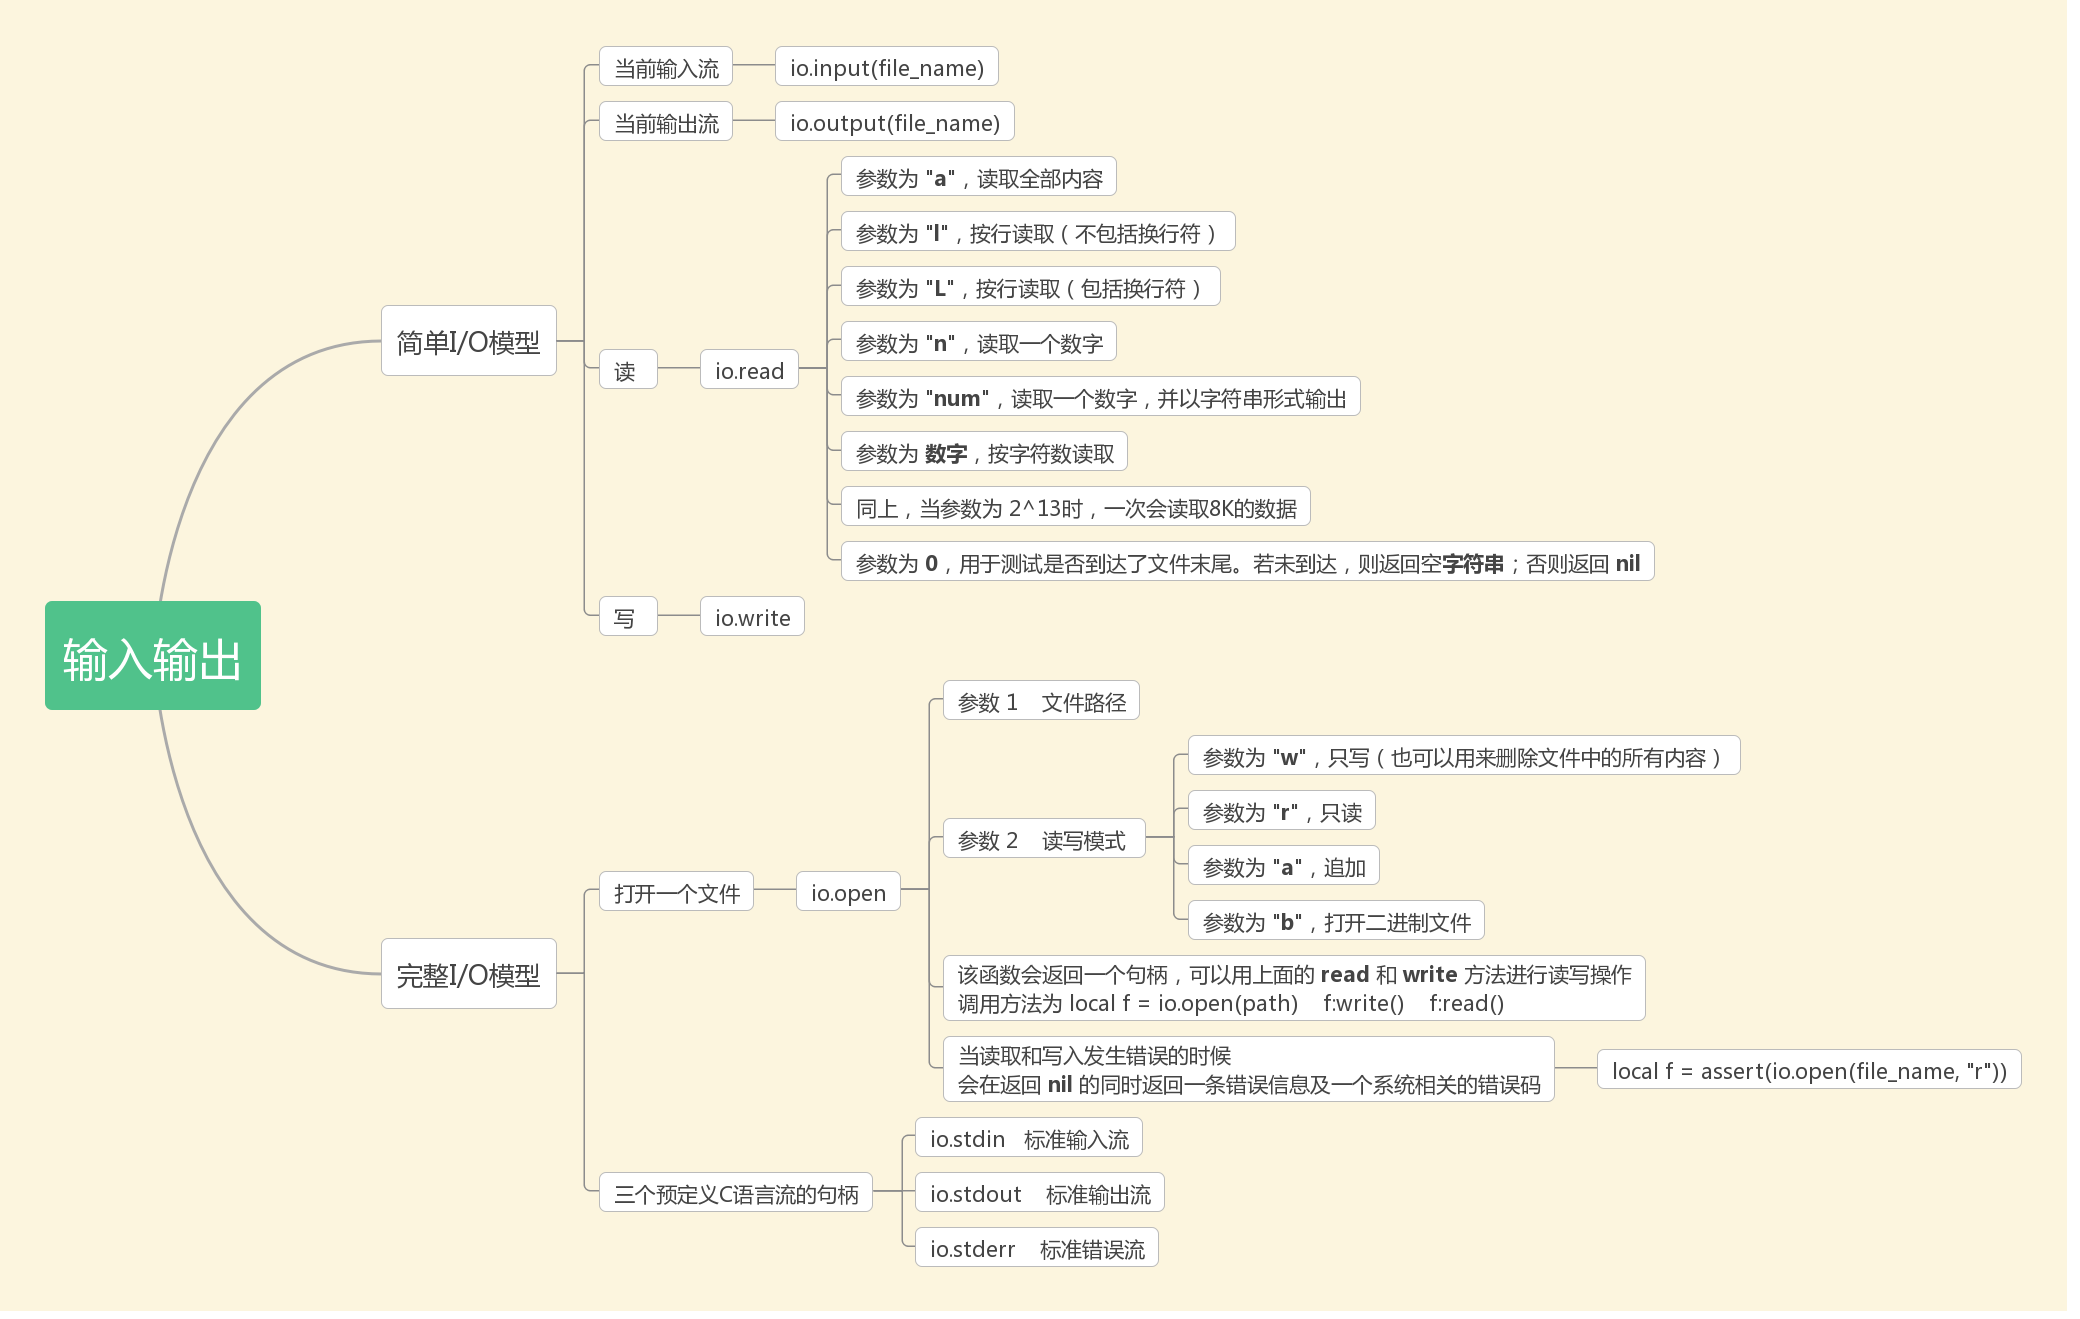 输入输出
简单I/O模型
当前输入流
io.input(file_name)
当前输出流
io.output(file_name)
读
io.read
参数为 "a"，读取全部内容
参数为 "l"，按行读取（不包括换行符）
参数为 "L"，按行读取（包括换行符）
参数为 "n"，读取一个数字
参数为 "num"，读取一个数字，并以字符串形式输出
参数为 数字，按字符数读取
同上，当参数为 2^13时，一次会读取8K的数据
参数为 0，用于测试是否到达了文件末尾。若未到达，则返回空字符串；否则返回 nil
写
io.write
完整I/O模型
打开一个文件
io.open
参数 1 文件路径
参数 2 读写模式
参数为 "w"，只写（也可以用来删除文件中的所有内容）
参数为 "r"，只读
参数为 "a"，追加
参数为 "b"，打开二进制文件
该函数会返回一个句柄，可以用上面的 read 和 write 方法进行读写操作
调用方法为 local f = io.open(path) f:write() f:read()
当读取和写入发生错误的时候
会在返回 nil 的同时返回一条错误信息及一个系统相关的错误码
local f = assert(io.open(file_name, "r"))
三个预定义C语言流的句柄
io.stdin 标准输入流
io.stdout 标准输出流
io.stderr 标准错误流